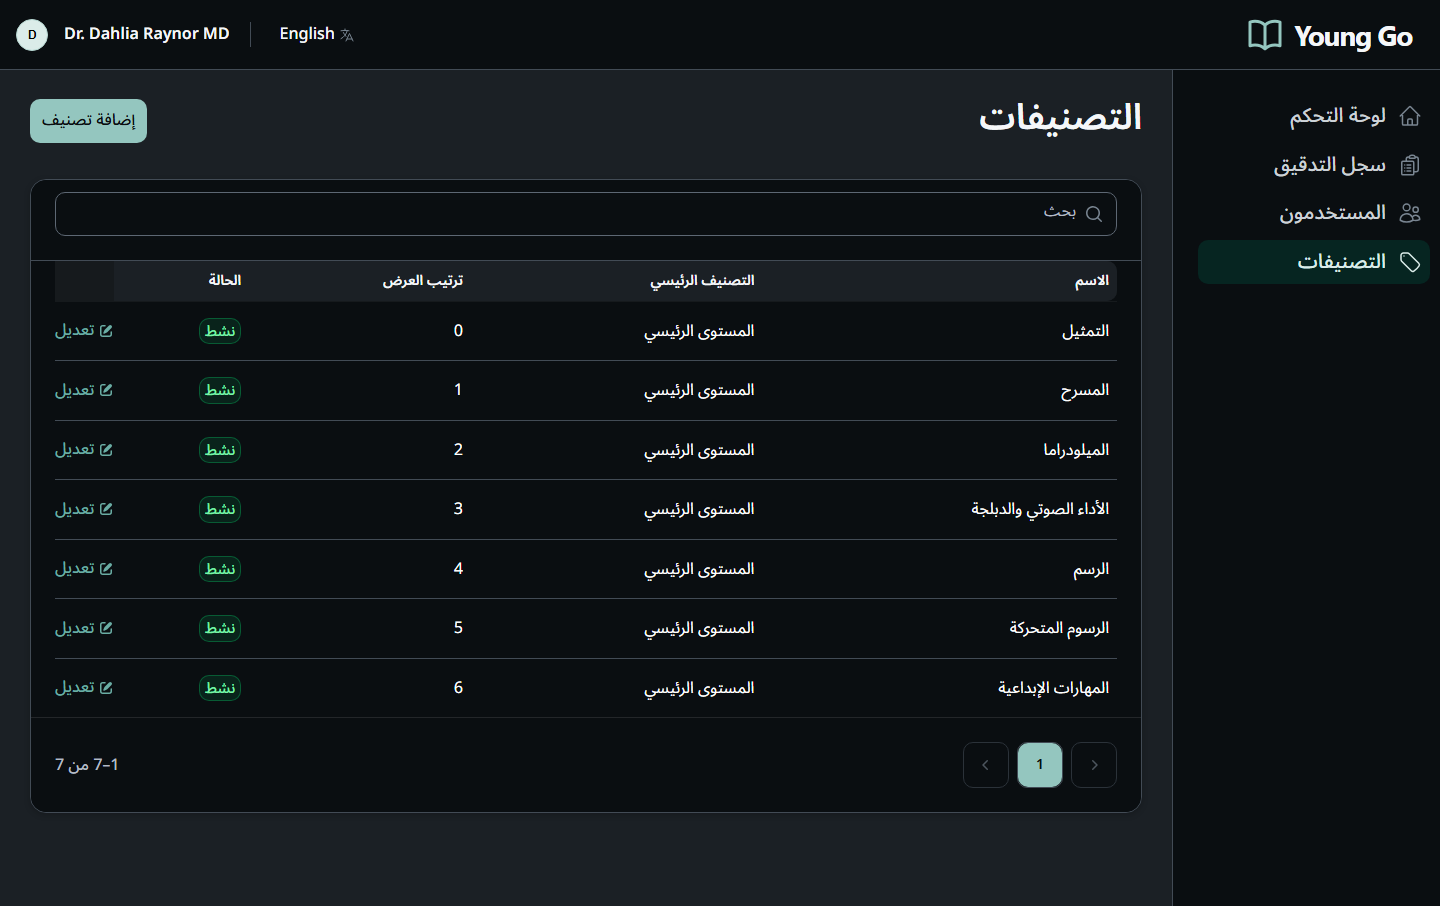 Young Go
English
Dr. Dahlia Raynor MD
D
لوحة التحكم
سجل التدقيق
المستخدمون
التصنيفات
التصنيفات
إضافة تصنيف
بحث
الاسم التصنيف الرئيسي ترتيب العرض الحالة
التمثيل المستوى الرئيسي 0 نشط تعديل
المسرح المستوى الرئيسي 1 نشط تعديل
الميلودراما المستوى الرئيسي 2 نشط تعديل
الأداء الصوتي والدبلجة المستوى الرئيسي 3 نشط تعديل
الرسم المستوى الرئيسي 4 نشط تعديل
الرسوم المتحركة المستوى الرئيسي 5 نشط تعديل
المهارات الإبداعية المستوى الرئيسي 6 نشط تعديل
1
1–7 من 7